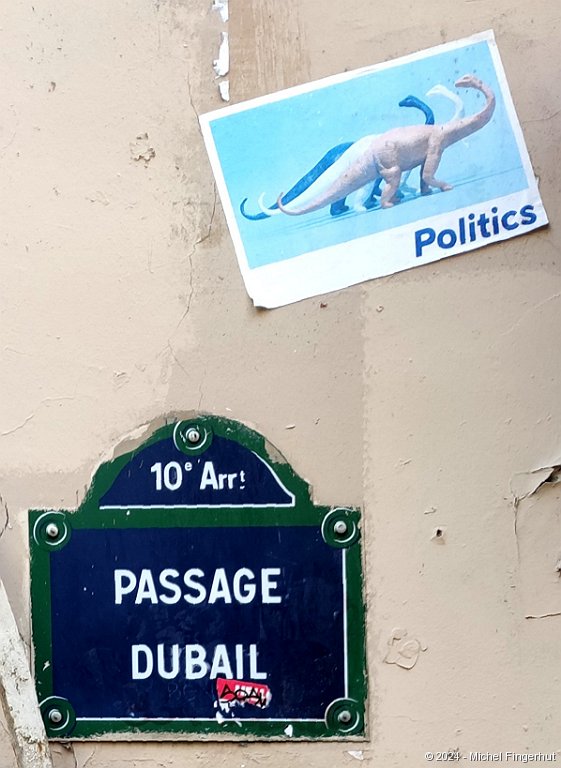 Politics
10e Arrt
PASSAGE
DUBAIL
© 2024 - Michel Fingerhut